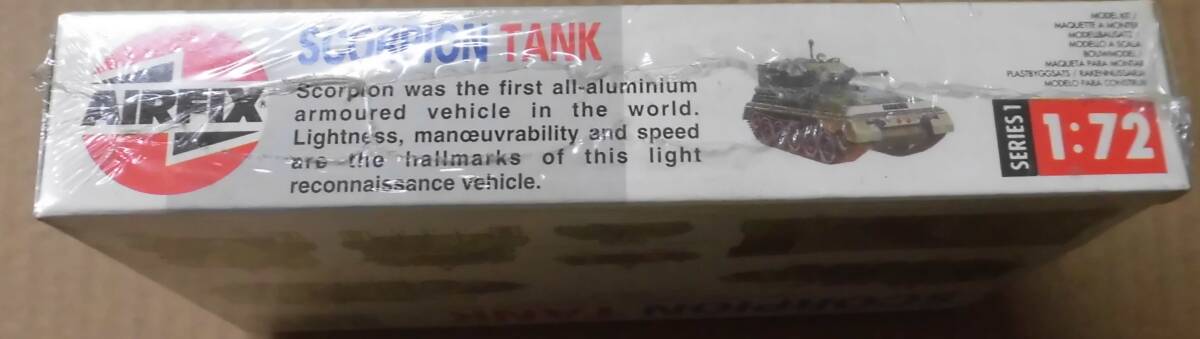 AIRFIX
SCORPION TANK
Scorpion was the first all-aluminium
armoured vehicle in the world.
Lightness, manœuvrability and speed
are the hallmarks of this light
reconnaissance vehicle.
MODEL KIT /
MAQUETTE A MONTER
MODELLBAUSATZ /
MODELLO A SCALA
BOUWMODEL /
MAQUETA PARA MONTAR
PLASTBYGGSATS / RAKENNUSSARJA
MODELO PARA CONSTRUIR
SERIES 1
1:72
SCORPION TANK